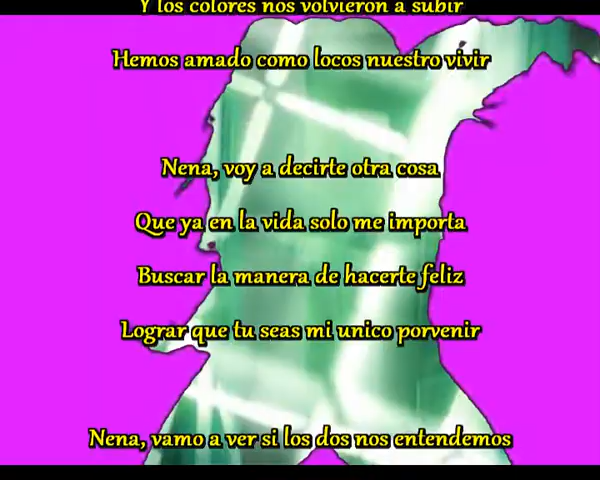 Y los colores nos volvieron a subir
Hemos amado como locos nuestro vivir
Nena, voy a decirte otra cosa
Que ya en la vida solo me importa
Buscar la manera de hacerte feliz
Lograr que tu seas mi unico porvenir
Nena, vamo a ver si los dos nos entendemos